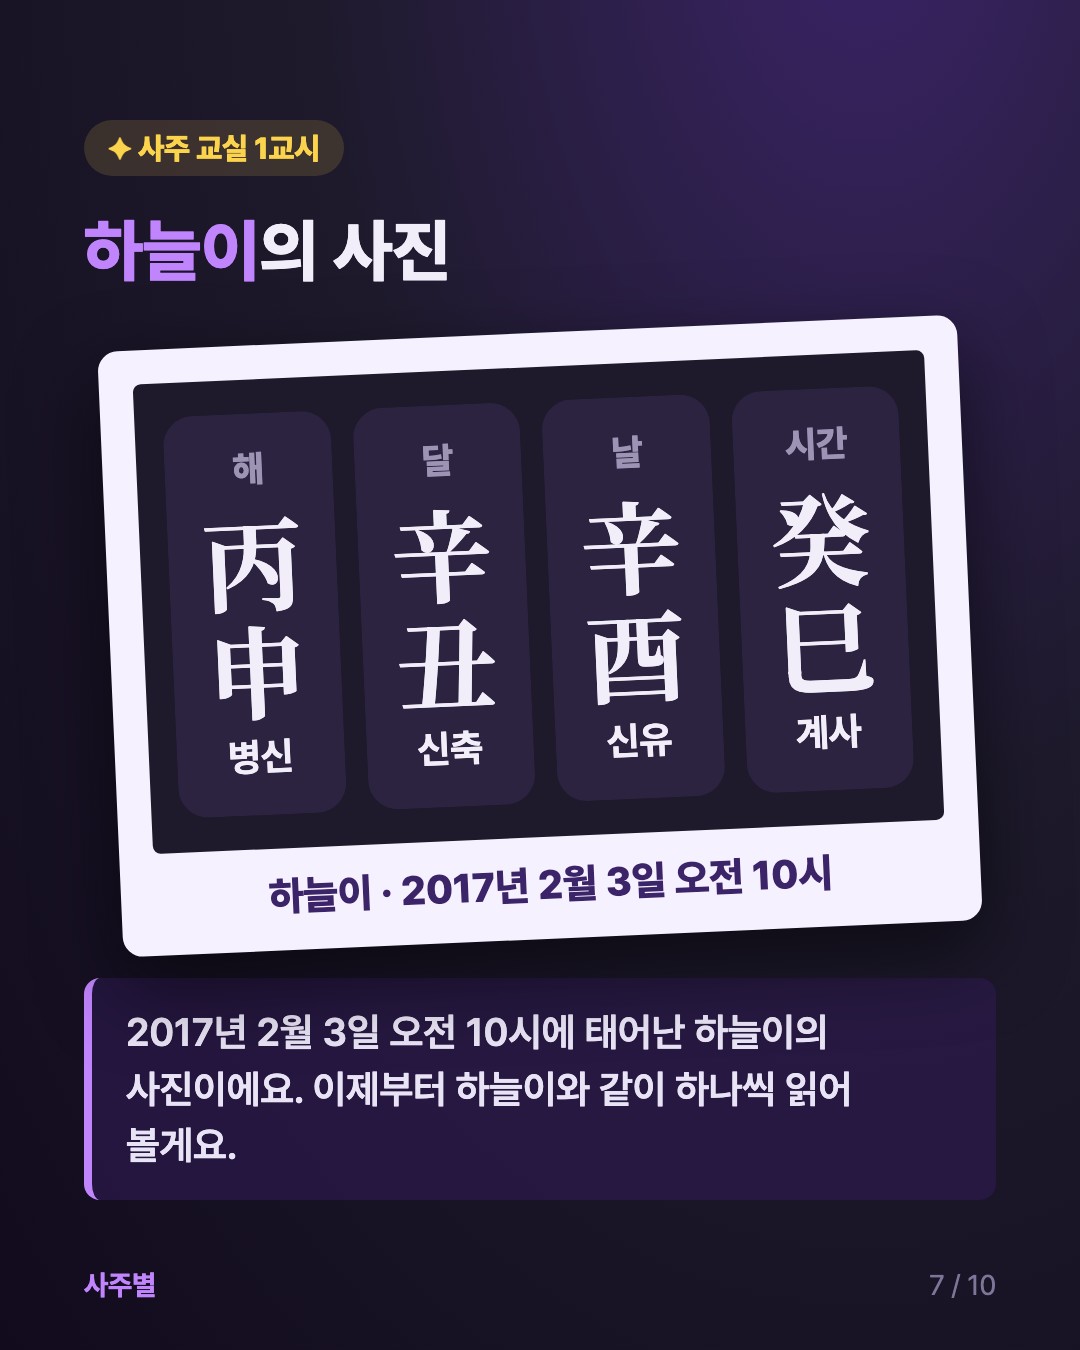 ✦ 사주 교실 1교시
하늘이의 사진
해
丙
申
병신
달
辛
丑
신축
날
辛
酉
신유
시간
癸
巳
계사
하늘이 · 2017년 2월 3일 오전 10시
2017년 2월 3일 오전 10시에 태어난 하늘이의
사진이에요. 이제부터 하늘이와 같이 하나씩 읽어
볼게요.
사주별
7 / 10